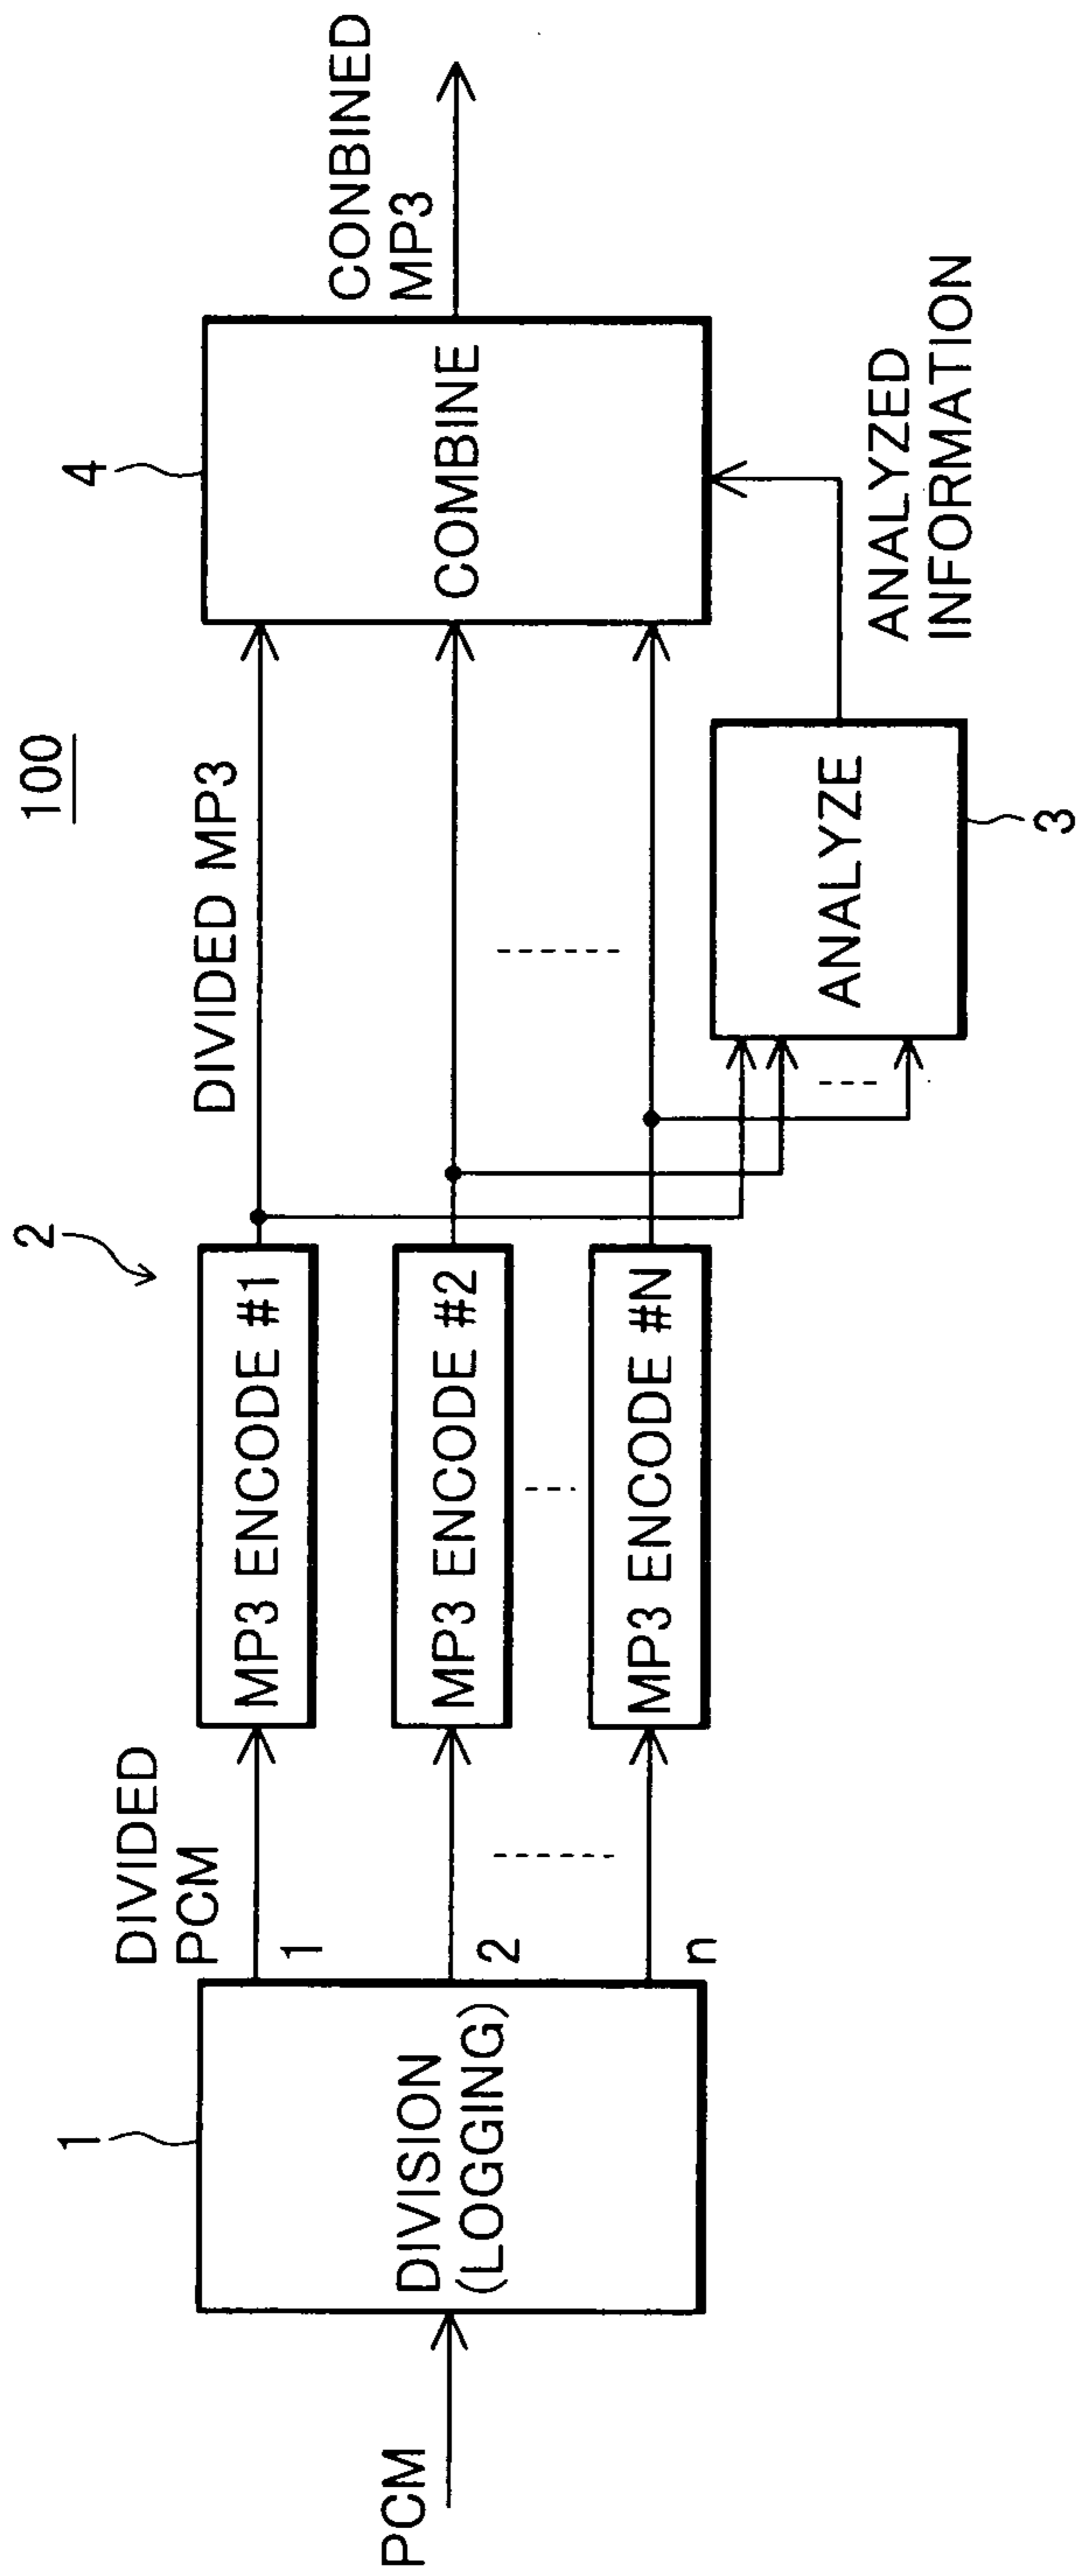 100
PCM
1
DIVISION
(LOGGING)
DIVIDED
PCM
1
2
n
2
MP3 ENCODE #1
MP3 ENCODE #2
MP3 ENCODE #N
DIVIDED MP3
ANALYZE
3
ANALYZED
INFORMATION
4
COMBINE
CONBINED
MP3